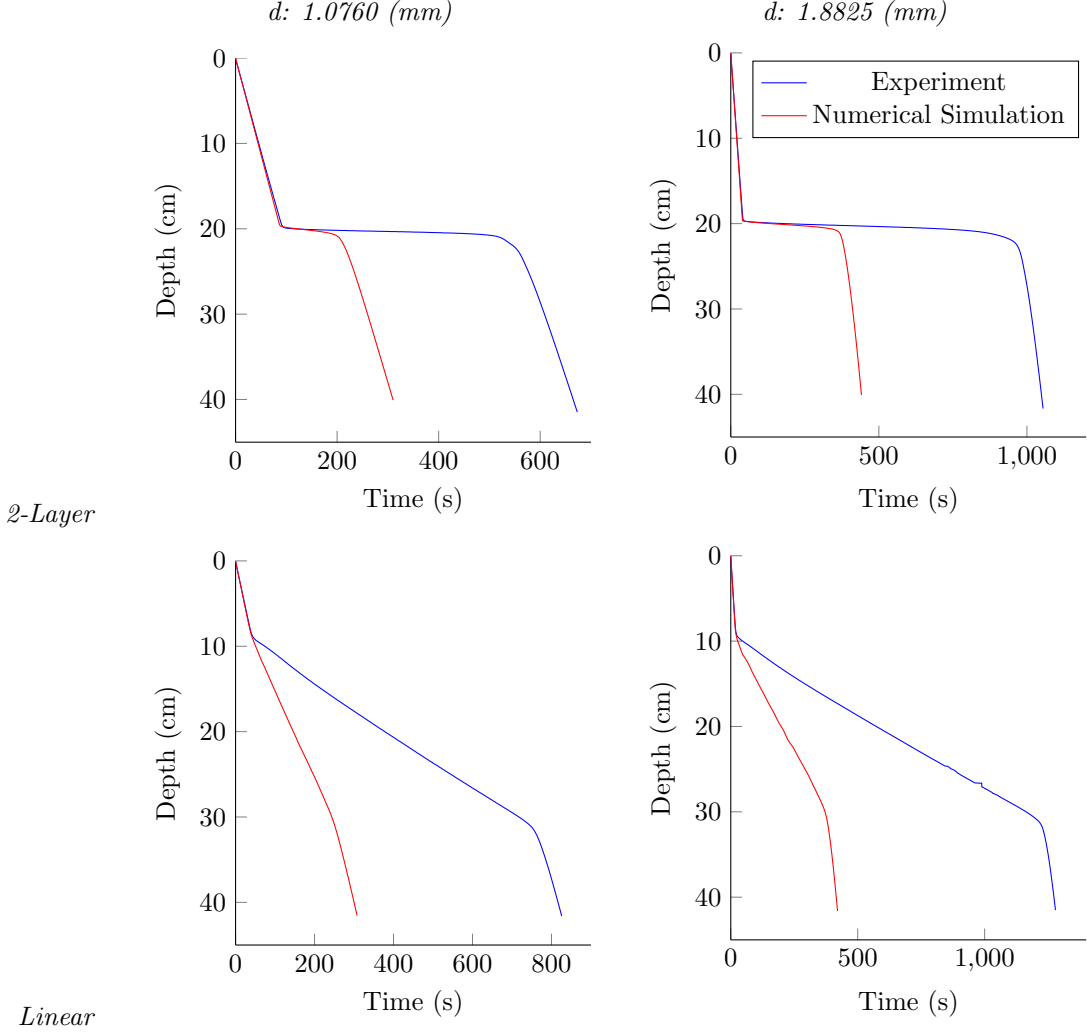 d: 1.0760 (mm)
d: 1.8825 (mm)
0
10
20
30
40
Depth (cm)
0
200
400
600
Time (s)
0
10
20
30
40
Depth (cm)
Experiment
Numerical Simulation
0
500
1,000
Time (s)
2-Layer
0
10
20
30
40
Depth (cm)
0
200
400
600
800
Time (s)
0
10
20
30
40
Depth (cm)
0
500
1,000
Time (s)
Linear